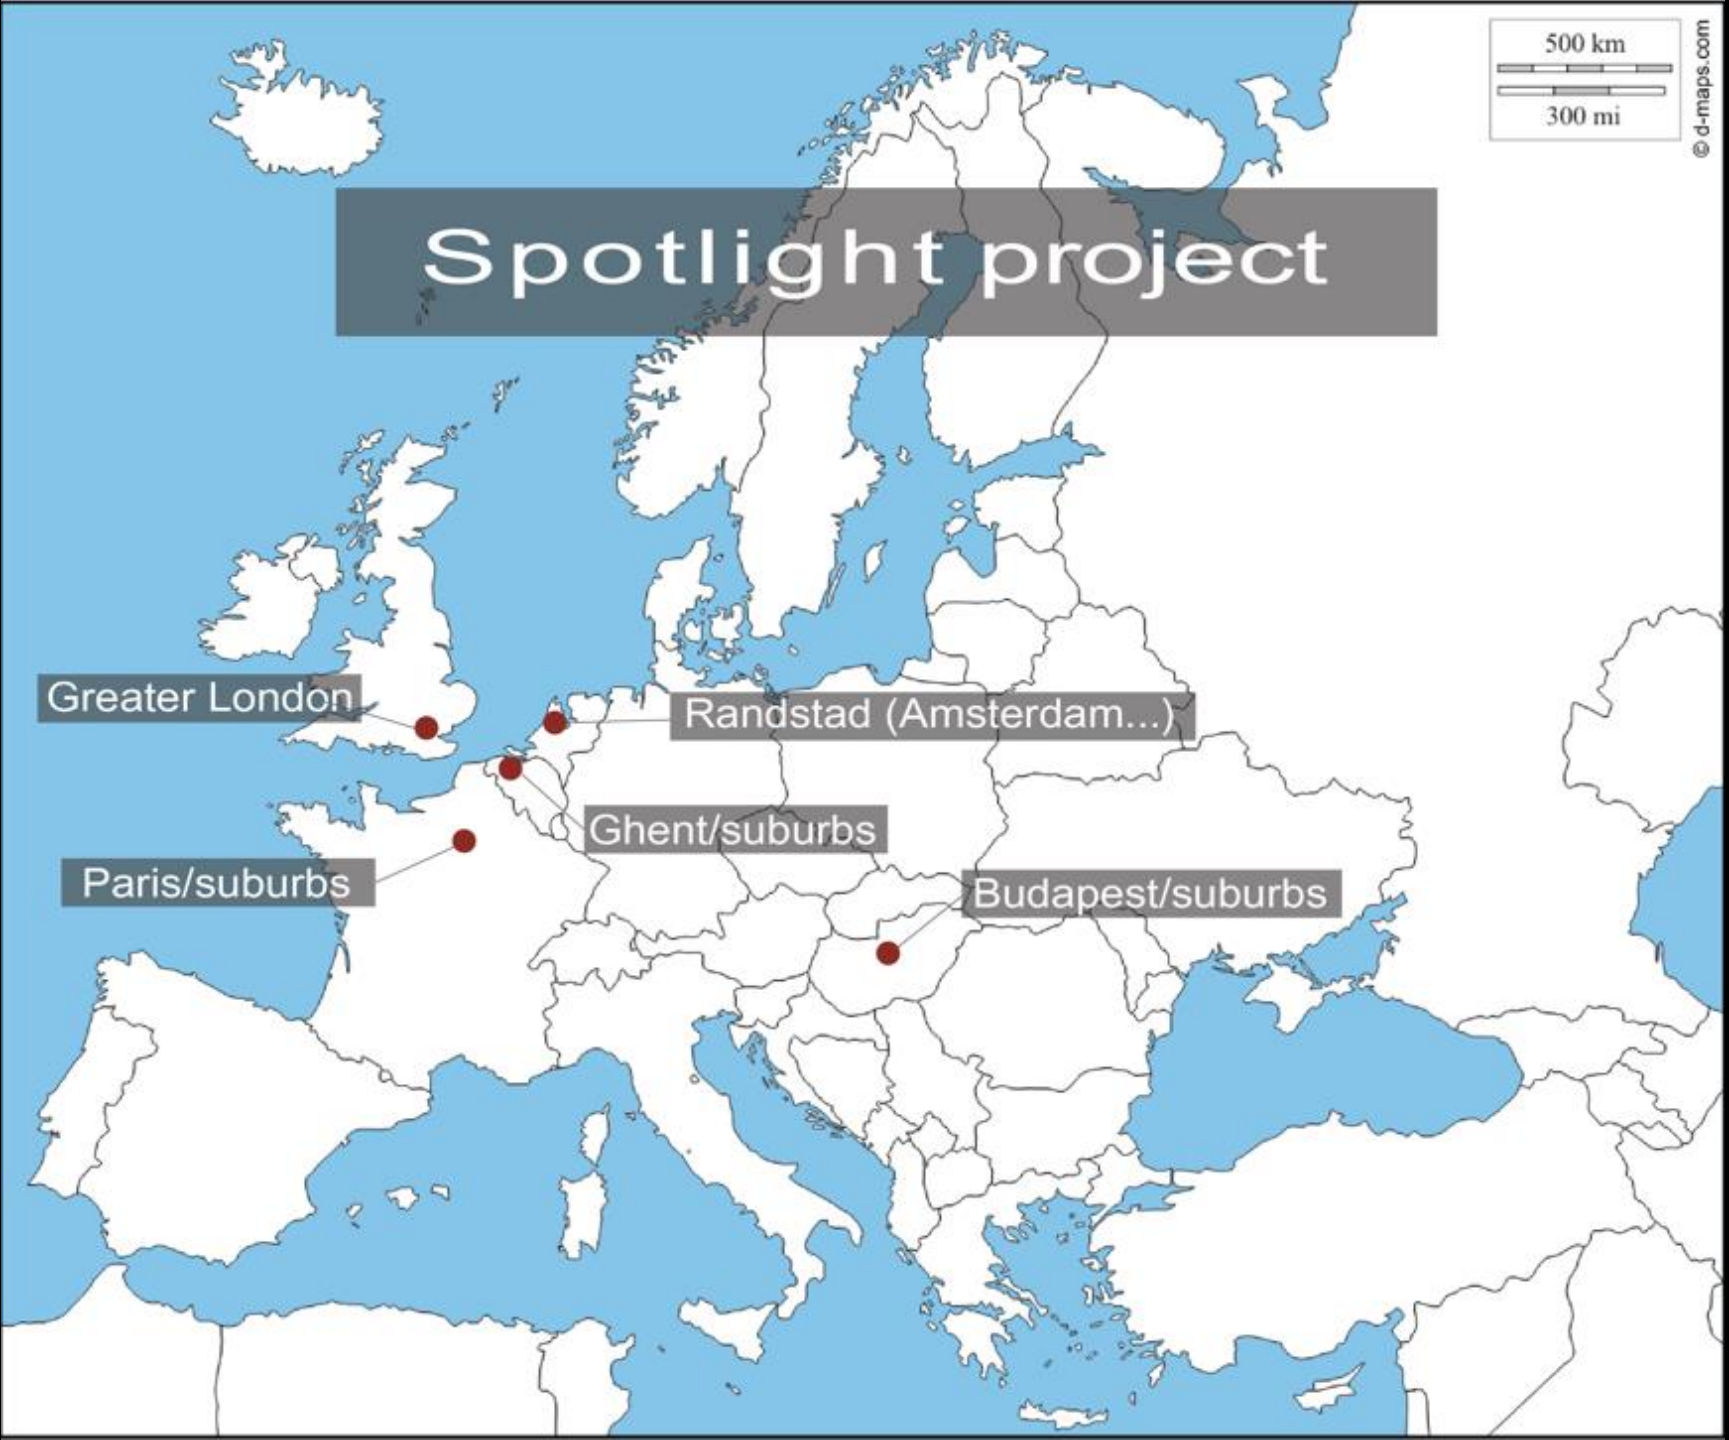 500 km
300 mi
© d-maps.com
Spotlight project
Greater London
Randstad (Amsterdam...)
Ghent/suburbs
Paris/suburbs
Budapest/suburbs